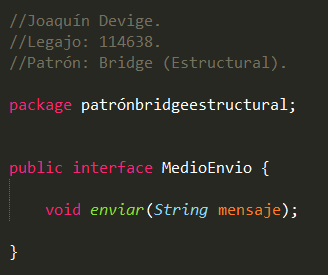 //Joaquín Devige.
//Legajo: 114638.
//Patrón: Bridge (Estructural).
package patrónbridgeestructural;
public interface MedioEnvio {
void enviar(String mensaje);
}